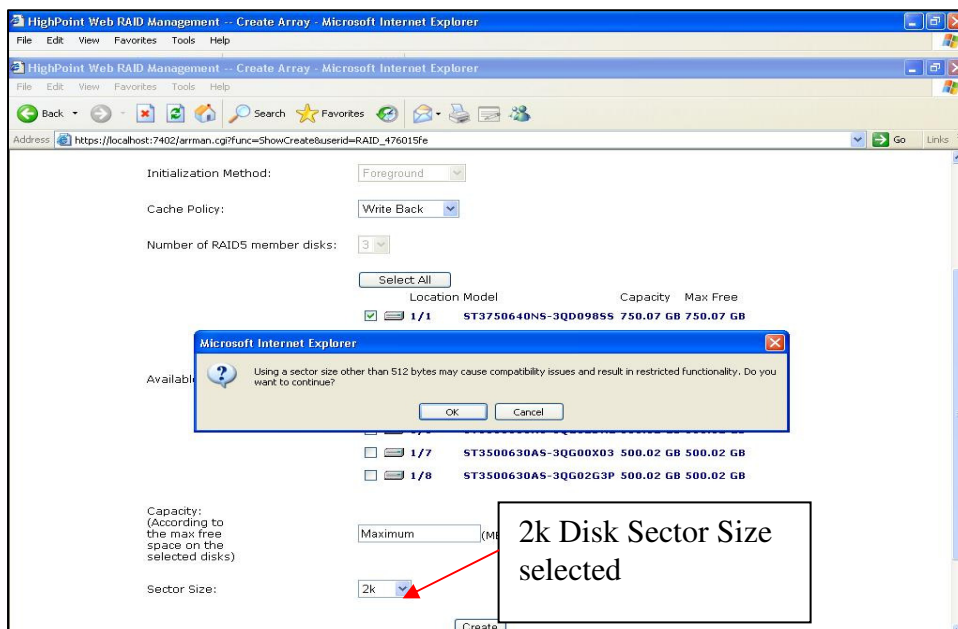 HighPoint Web RAID Management -- Create Array - Microsoft Internet Explorer
File Edit View Favorites Tools Help
HighPoint Web RAID Management -- Create Array - Microsoft Internet Explorer
File Edit View Favorites Tools Help
Back Search Favorites
Address https://localhost:7402/arrman.cgi?func=ShowCreate&userid=RAID_476015fe Go Links
Initialization Method: Foreground
Cache Policy: Write Back
Number of RAID5 member disks: 3
Select All
Location Model Capacity Max Free
1/1 ST3750640NS-3QD098SS 750.07 GB 750.07 GB
Microsoft Internet Explorer
Using a sector size other than 512 bytes may cause compatibility issues and result in restricted functionality. Do you
want to continue?
Availabl
OK Cancel
1/7 ST3500630AS-3QG00X03 500.02 GB 500.02 GB
1/8 ST3500630AS-3QG02G3P 500.02 GB 500.02 GB
Capacity:
(According to
the max free
space on the
selected disks)
Maximum (ME
2k Disk Sector Size
selected
Sector Size: 2k
Create